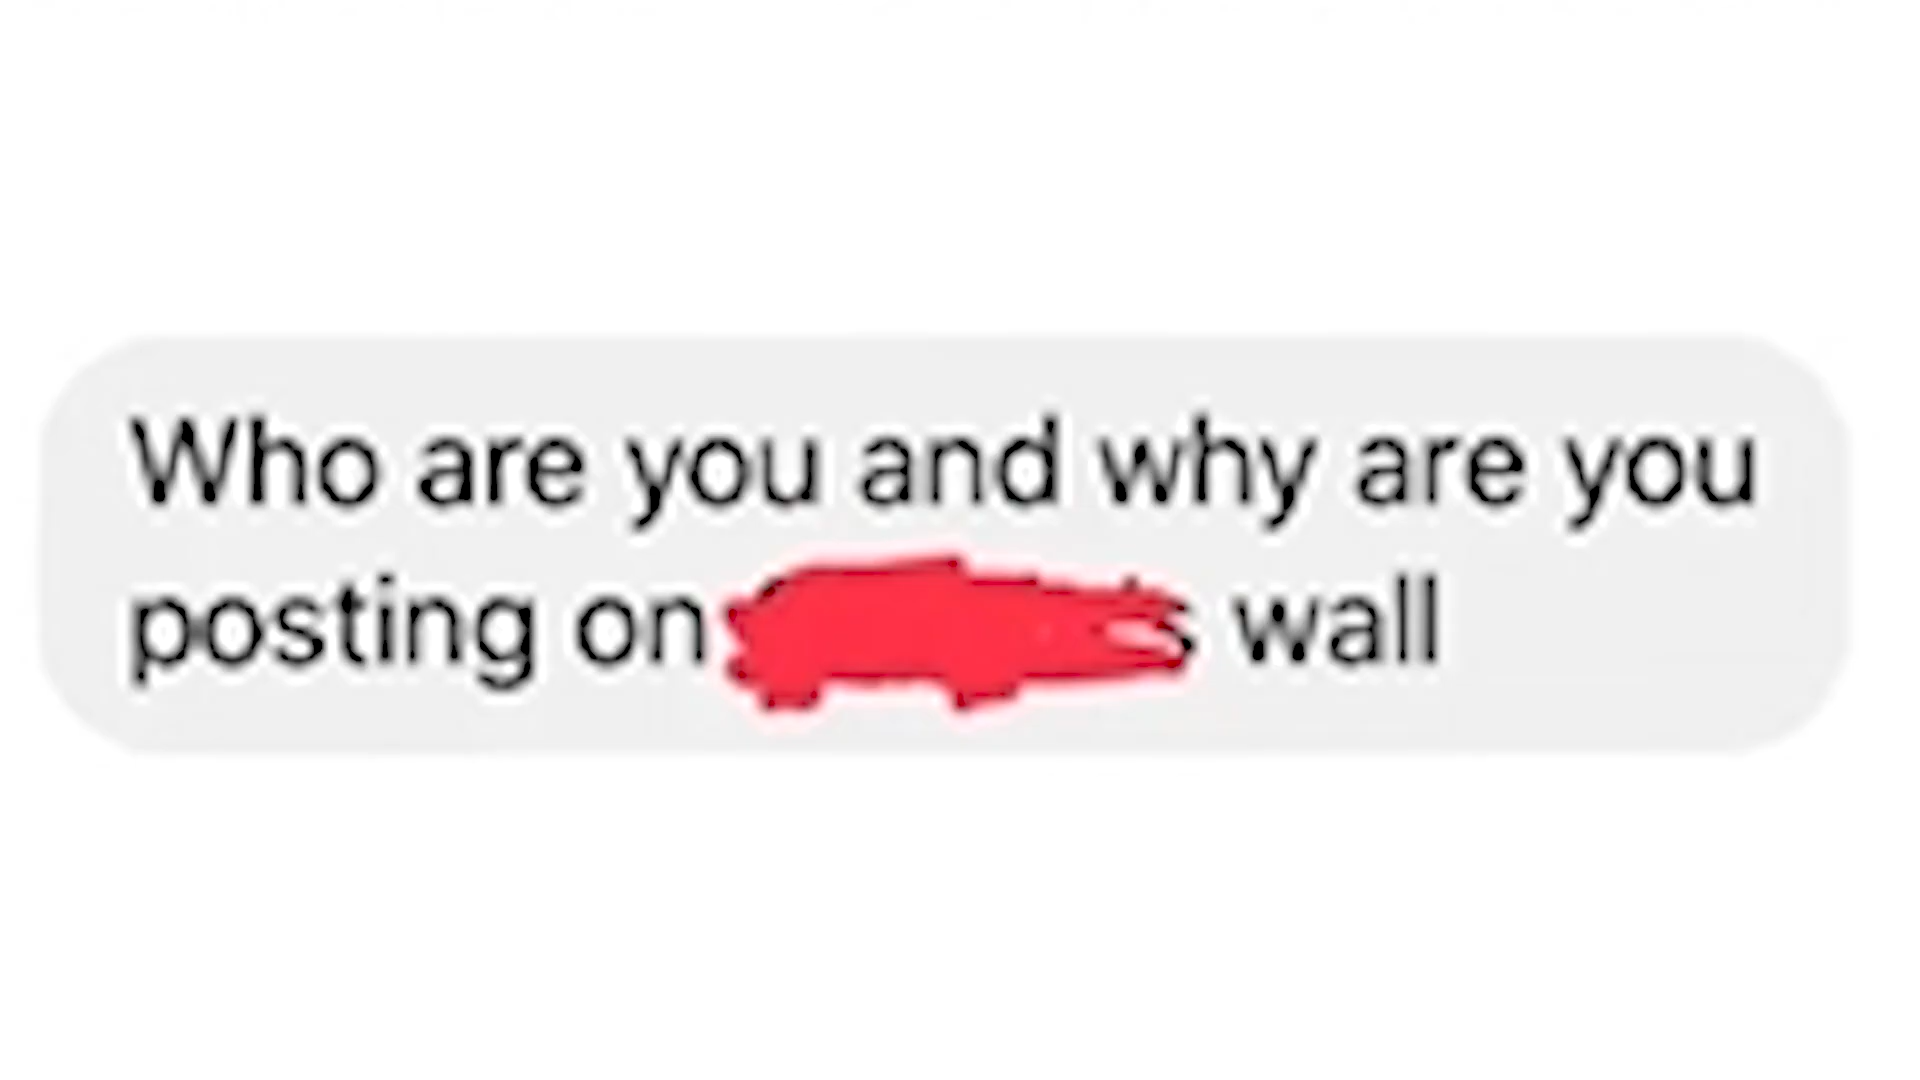 Who are you and why are you
posting on 's wall